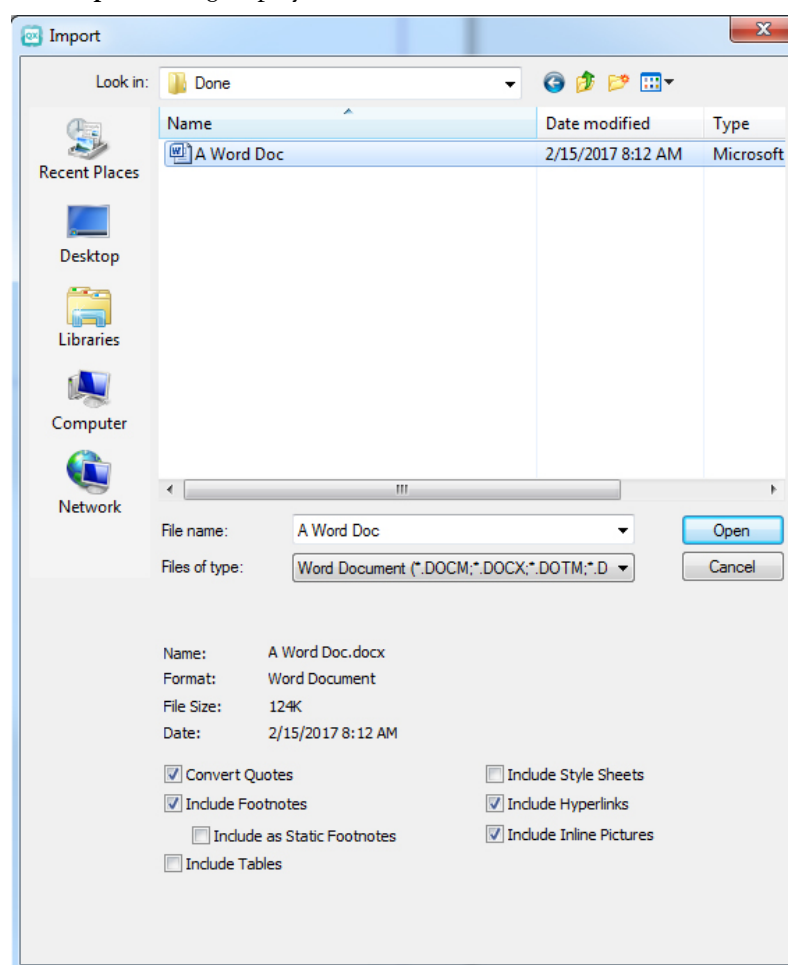 QX Import
Look in: Done
Name Date modified Type
A Word Doc 2/15/2017 8:12 AM Microsoft
Recent Places
Desktop
Libraries
Computer
Network
File name: A Word Doc Open
Files of type: Word Document (*.DOCM;*.DOCX;*.DOTM;*.D Cancel
Name: A Word Doc.docx
Format: Word Document
File Size: 124K
Date: 2/15/2017 8:12 AM
Convert Quotes Include Style Sheets
Include Footnotes Include Hyperlinks
Include as Static Footnotes Include Inline Pictures
Include Tables